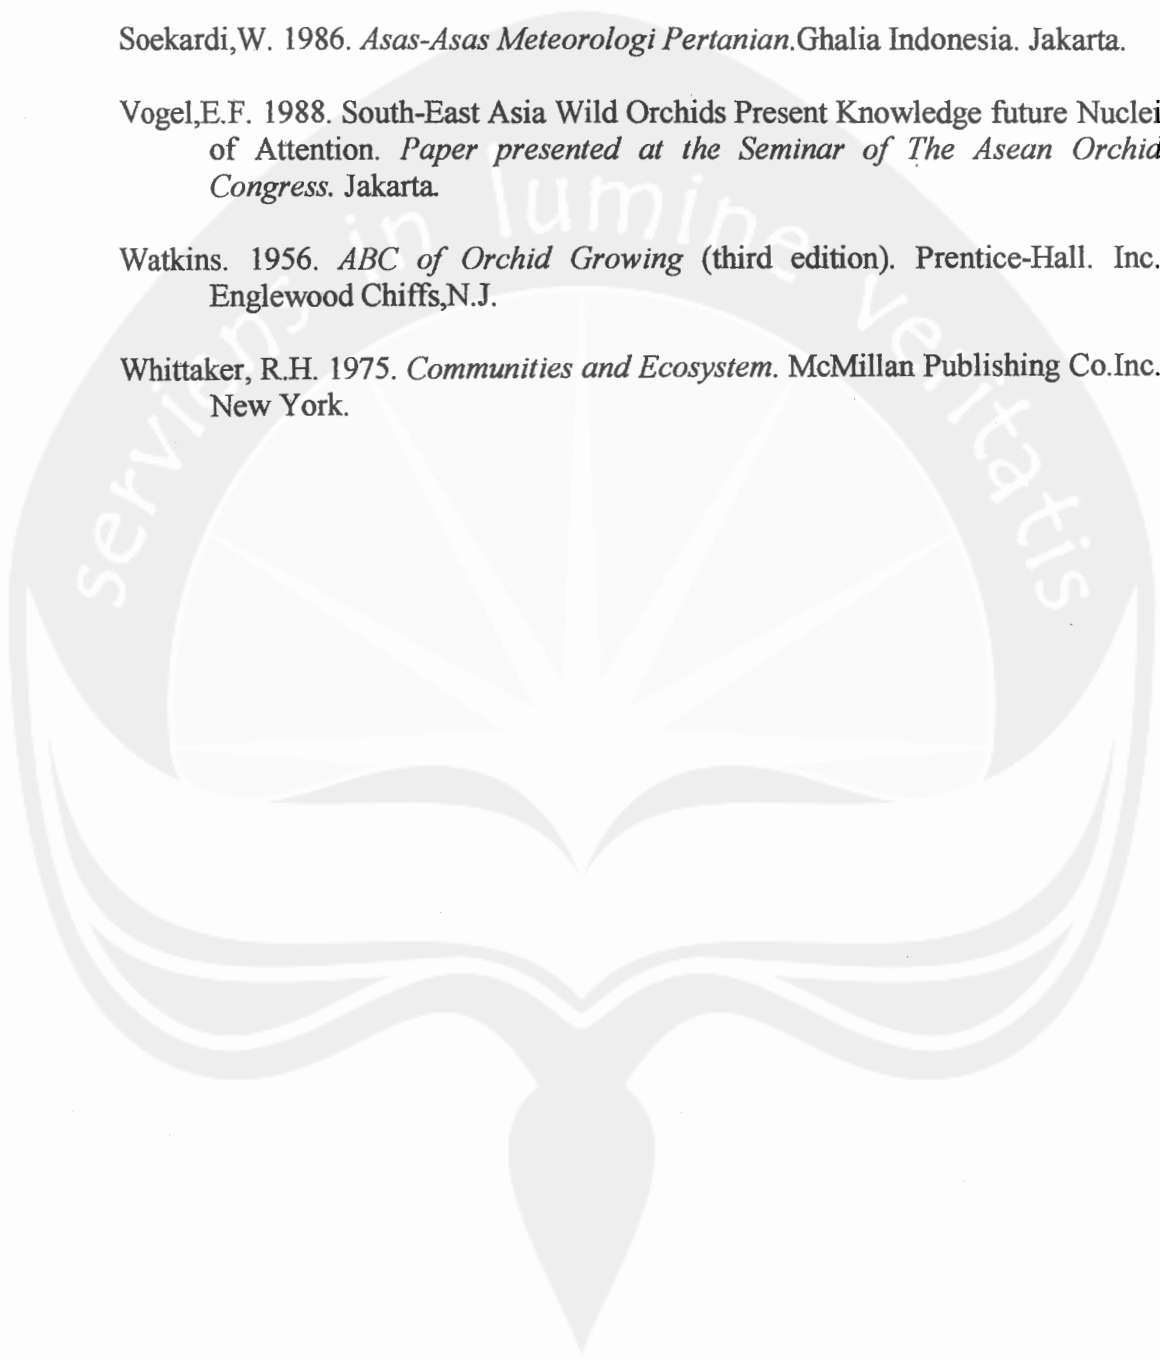 Soekardi,W. 1986. Asas-Asas Meteorologi Pertanian.Ghalia Indonesia. Jakarta.
Vogel,E.F. 1988. South-East Asia Wild Orchids Present Knowledge future Nuclei
of Attention. Paper presented at the Seminar of The Asean Orchid
Congress. Jakarta.
Watkins. 1956. ABC of Orchid Growing (third edition). Prentice-Hall. Inc.
Englewood Chiffs,N.J.
Whittaker, R.H. 1975. Communities and Ecosystem. McMillan Publishing Co.Inc.
New York.
serviens in lumine veritatis